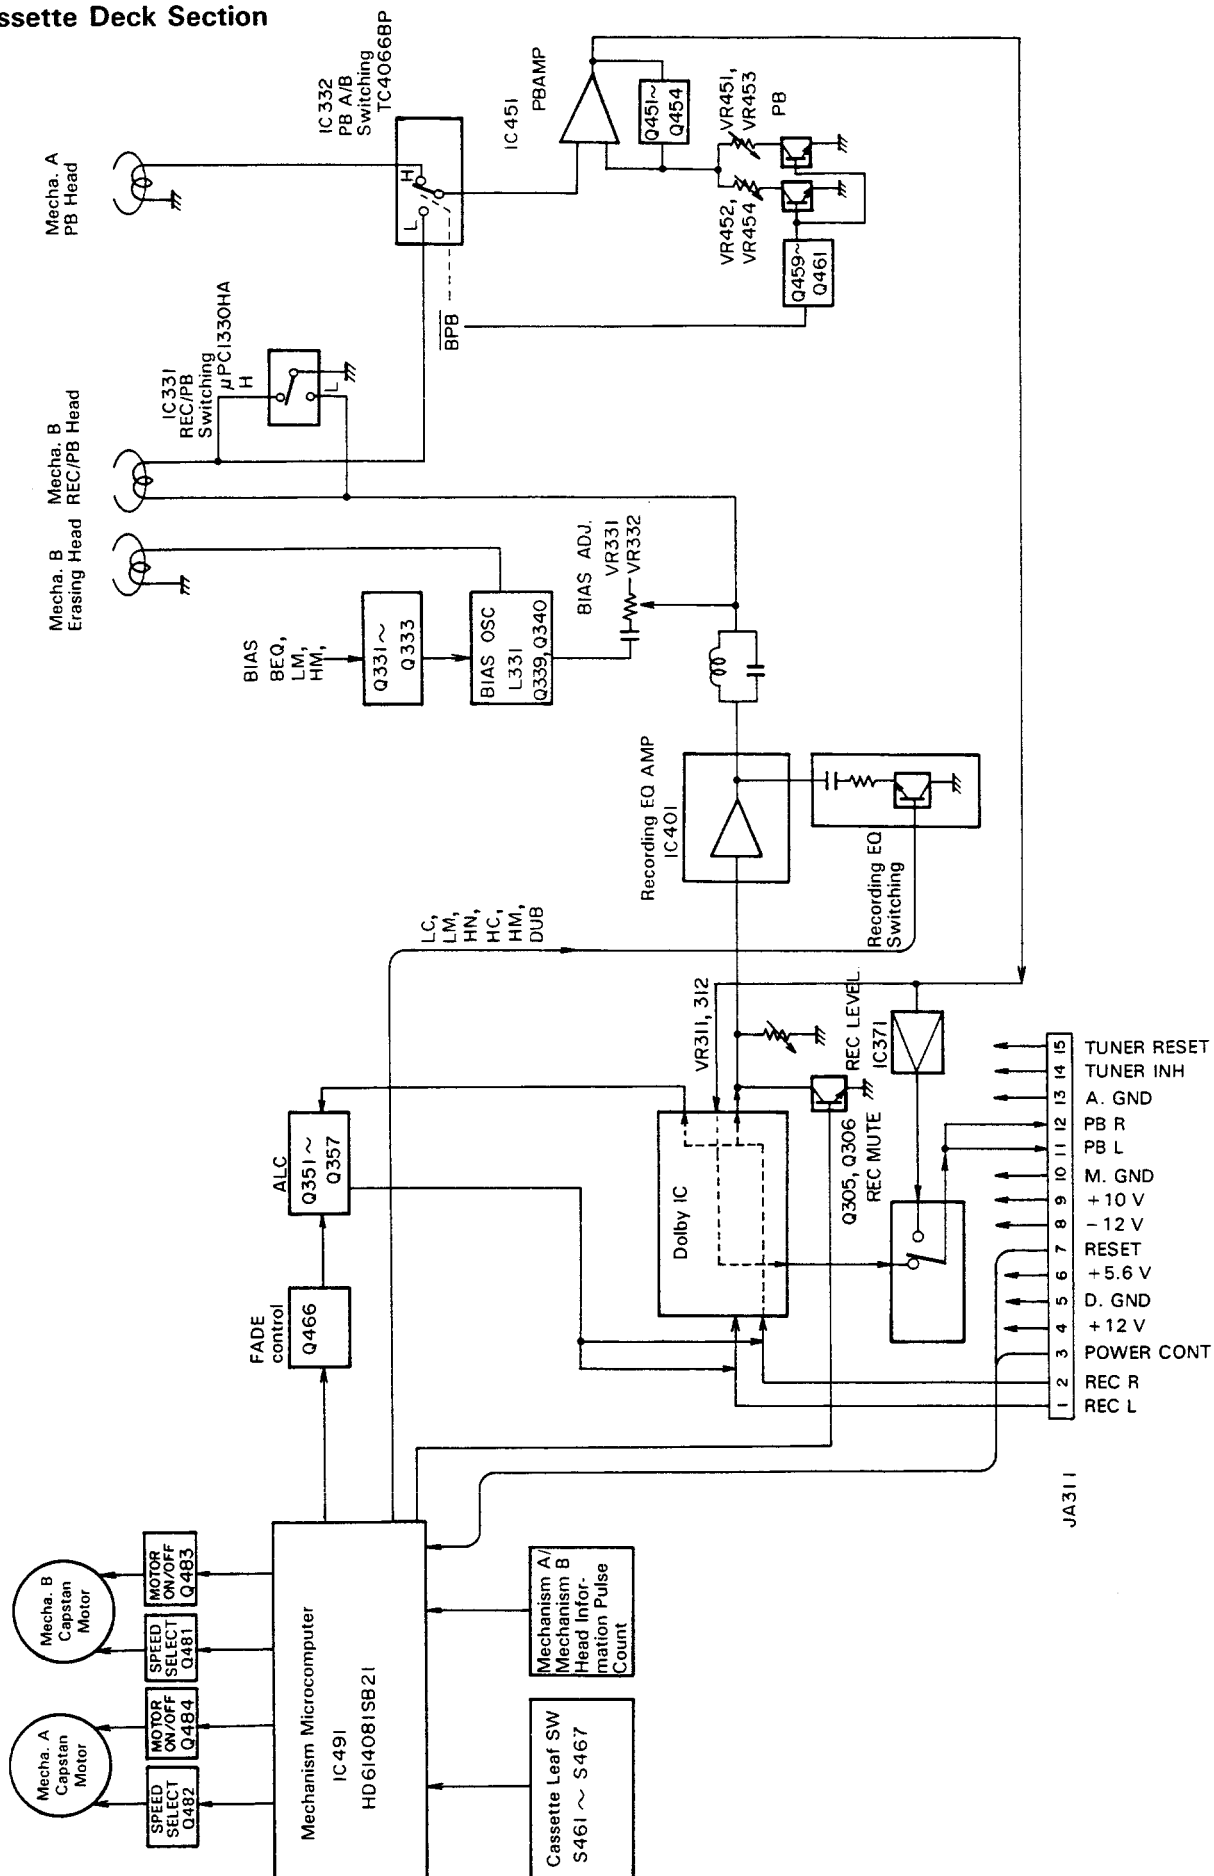 ssette Deck Section
Mecha. A
PB Head
IC332
PB A/B
Switching
TC4066BP
H
L
BPB
IC451
PBAMP
Q451~
Q454
VR451,
VR453
PB
VR452,
VR454
Q459~
Q461
Mecha. B
REC/PB Head
IC331
REC/PB
Switching
µPC1330HA
H
L
Mecha. B
Erasing Head
BIAS
BEQ,
LM,
HM,
Q331~
Q333
BIAS OSC
L331
Q339, Q340
BIAS ADJ.
VR331
VR332
Recording EQ AMP
IC401
Recording EQ
Switching
LC,
LM,
HN,
HC,
HM,
DUB
VR311, 312
REC LEVEL
IC371
ALC
Q351~
Q357
Dolby IC
Q305, Q306
REC MUTE
FADE
control
Q466
15 TUNER RESET
14 TUNER INH
13 A. GND
12 PB R
11 PB L
10 M. GND
9 +10 V
8 -12 V
7 RESET
6 +5.6 V
5 D. GND
4 +12 V
3 POWER CONT
2 REC R
1 REC L
JA311
Mecha. B
Capstan
Motor
MOTOR
ON/OFF
Q483
SPEED
SELECT
Q481
Mecha. A
Capstan
Motor
MOTOR
ON/OFF
Q484
SPEED
SELECT
Q482
Mechanism Microcomputer
IC491
HD614081SB21
Mechanism A/
Mechanism B
Head Infor-
mation Pulse
Count
Cassette Leaf SW
S461 ~ S467